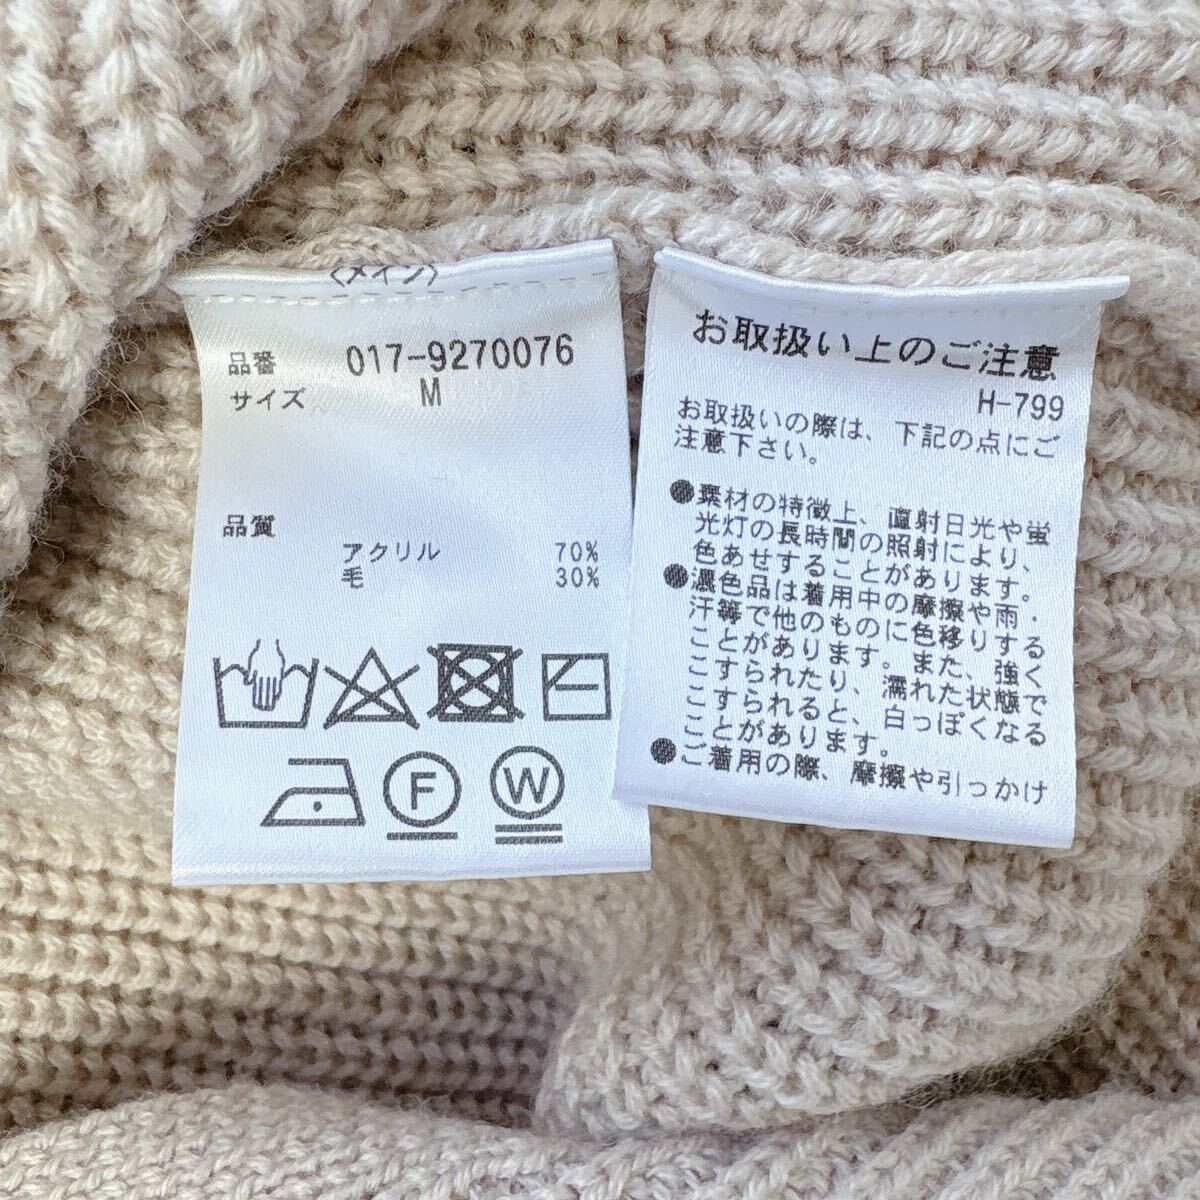 〈メイン〉
品番 017-9270076
サイズ M
品質
アクリル 70%
毛 30%
F
W
お取扱い上のご注意
H-799
お取扱いの際は、下記の点にご
注意下さい。
●素材の特徴上、直射日光や蛍
光灯の長時間の照射により、
色あせすることがあります。
●濃色品は着用中の摩擦や雨・
汗等で他のものに色移りする
ことがあります。また、強く
こすられたり、濡れた状態で
こすられると、白っぽくなる
ことがあります。
●ご着用の際、摩擦や引っかけ